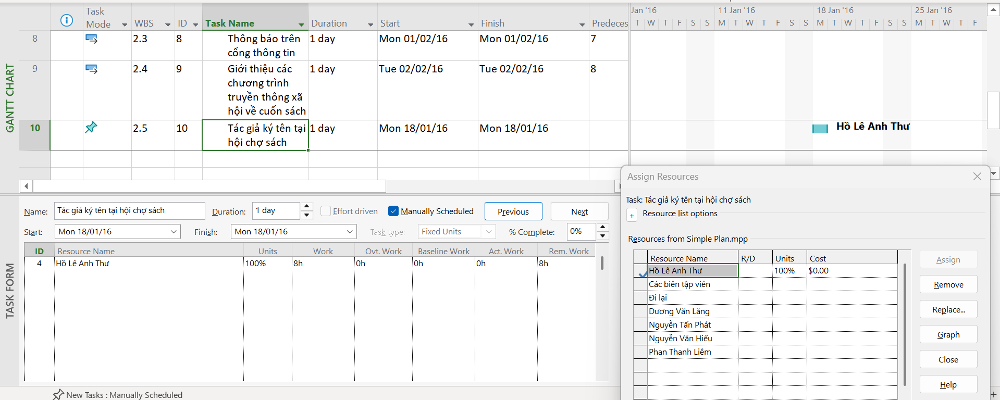 Jan '16
11 Jan '16
18 Jan '16
25 Jan '16
Task Mode
WBS
ID
Task Name
Duration
Start
Finish
Predeces
T W T F S S M T W T F S S M T W T F S S M T W T F
8
2.3
8
Thông báo trên
cổng thông tin
1 day
Mon 01/02/16
Mon 01/02/16
7
9
2.4
9
Giới thiệu các
chương trình
truyền thông xã
hội về cuốn sách
1 day
Tue 02/02/16
Tue 02/02/16
8
10
2.5
10
Tác giả ký tên tại
hội chợ sách
1 day
Mon 18/01/16
Mon 18/01/16
Hồ Lê Anh Thư
GANTT CHART
TASK FORM
Name: Tác giả ký tên tại hội chợ sách
Duration: 1 day
Effort driven
Manually Scheduled
Previous
Next
Start: Mon 18/01/16
Finish: Mon 18/01/16
Task type: Fixed Units
% Complete: 0%
ID Resource Name Units Work Ovt. Work Baseline Work Act. Work Rem. Work
4 Hồ Lê Anh Thư 100% 8h 0h 0h 0h 8h
New Tasks : Manually Scheduled
Assign Resources
Task: Tác giả ký tên tại hội chợ sách
+ Resource list options
Resources from Simple Plan.mpp
Resource Name R/D Units Cost
Hồ Lê Anh Thư 100% $0.00
Các biên tập viên
Đi lại
Dương Văn Lăng
Nguyễn Tấn Phát
Nguyễn Văn Hiếu
Phan Thanh Liêm
Assign
Remove
Replace...
Graph
Close
Help